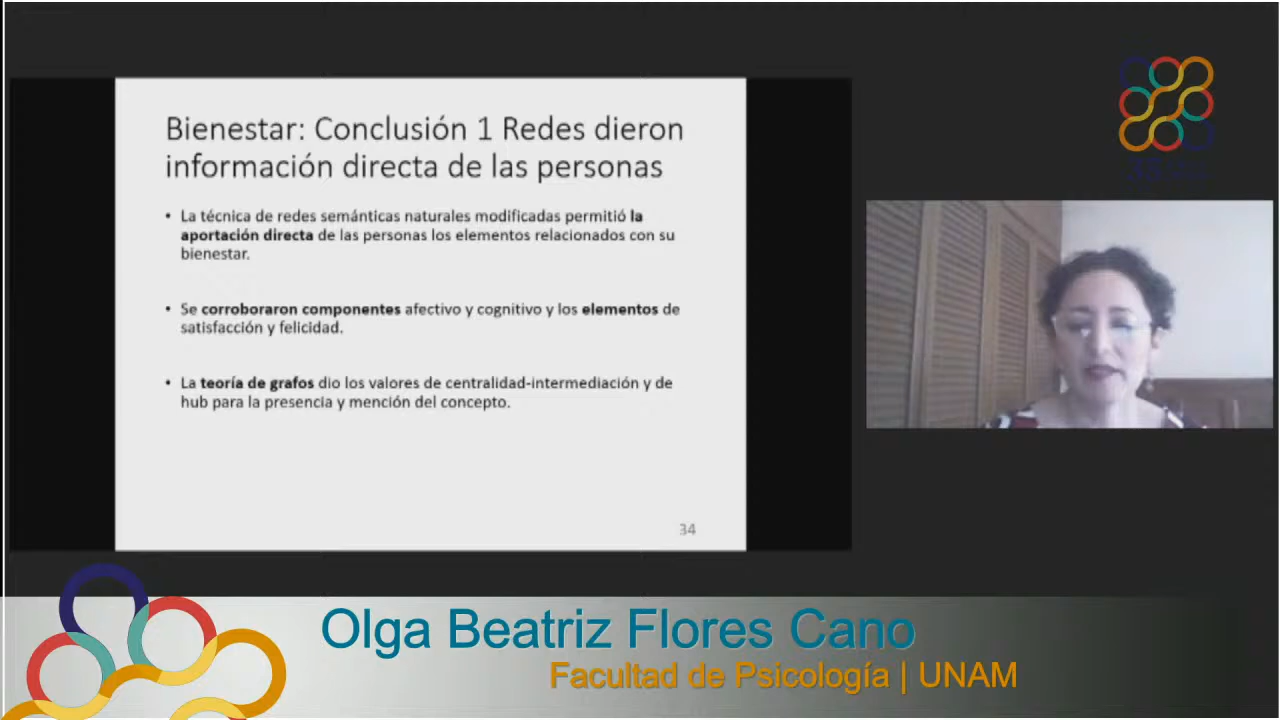 Bienestar: Conclusión 1 Redes dieron
información directa de las personas
• La técnica de redes semánticas naturales modificadas permitió la
aportación directa de las personas los elementos relacionados con su
bienestar.
• Se corroboraron componentes afectivo y cognitivo y los elementos de
satisfacción y felicidad.
• La teoría de grafos dio los valores de centralidad-intermediación y de
hub para la presencia y mención del concepto.
34
Olga Beatriz Flores Cano
Facultad de Psicología | UNAM